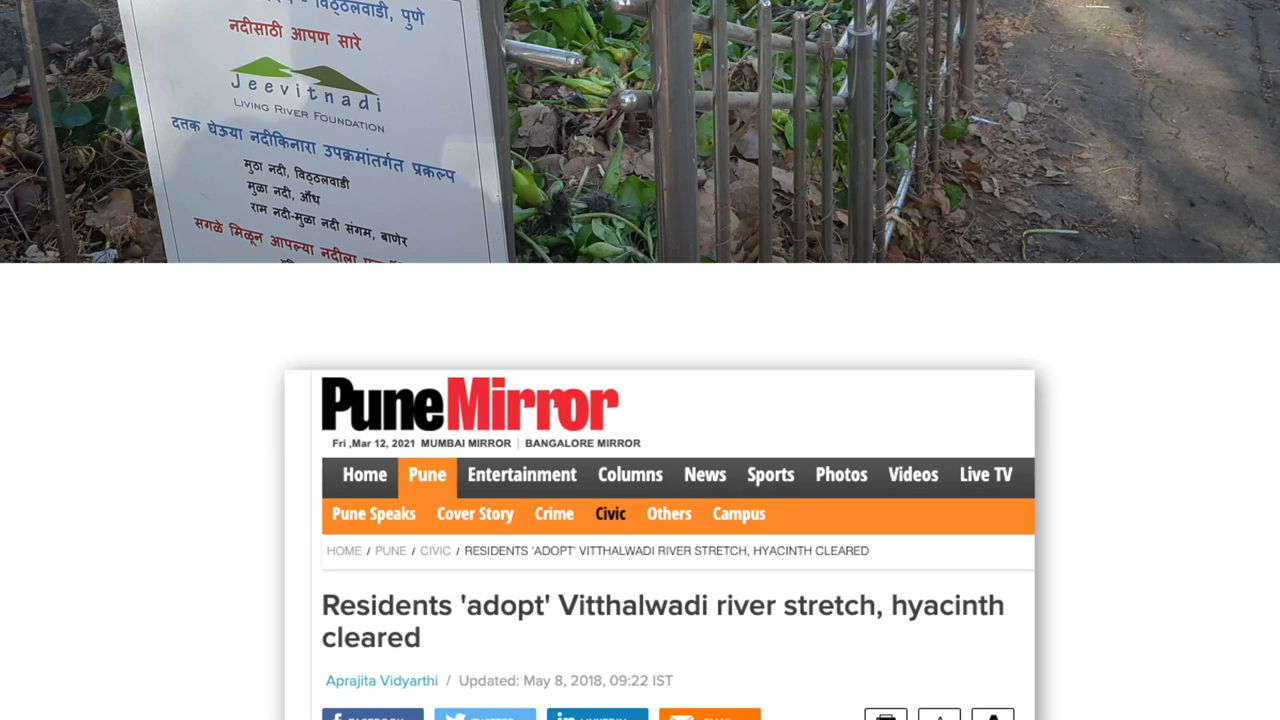 विठ्ठलवाडी, पुणे
नदीसाठी आपण सारे
Jeevitnadi
LIVING RIVER FOUNDATION
दत्तक घेऊया नदीकिनारा उपक्रमांतर्गत प्रकल्प
मुठा नदी, विठ्ठलवाडी
मुळा नदी, औंध
राम नदी-मुळा नदी संगम, बाणेर
सगळे मिळून आपल्या नदीला
PuneMirror
Fri ,Mar 12, 2021 MUMBAI MIRROR | BANGALORE MIRROR
Home Pune Entertainment Columns News Sports Photos Videos Live TV
Pune Speaks Cover Story Crime Civic Others Campus
HOME / PUNE / CIVIC / RESIDENTS 'ADOPT' VITTHALWADI RIVER STRETCH, HYACINTH CLEARED
Residents 'adopt' Vitthalwadi river stretch, hyacinth
cleared
Aprajita Vidyarthi / Updated: May 8, 2018, 09:22 IST